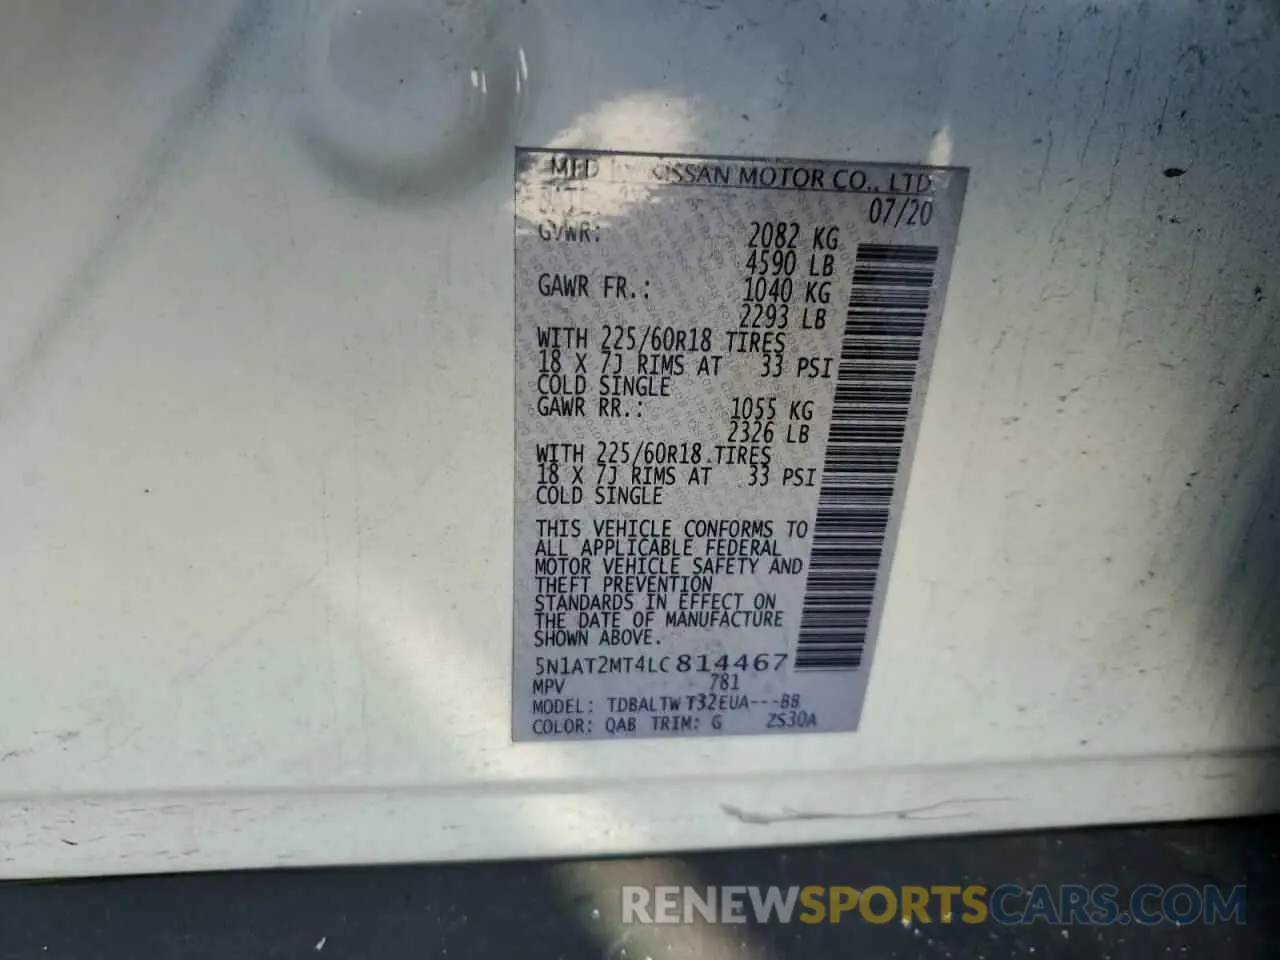 MFD BY NISSAN MOTOR CO., LTD.
07/20
GVWR: 2082 KG
4590 LB
GAWR FR.: 1040 KG
2293 LB
WITH 225/60R18 TIRES
18 X 7J RIMS AT 33 PSI
COLD SINGLE
GAWR RR.: 1055 KG
2326 LB
WITH 225/60R18 TIRES
18 X 7J RIMS AT 33 PSI
COLD SINGLE
THIS VEHICLE CONFORMS TO
ALL APPLICABLE FEDERAL
MOTOR VEHICLE SAFETY AND
THEFT PREVENTION
STANDARDS IN EFFECT ON
THE DATE OF MANUFACTURE
SHOWN ABOVE.
5N1AT2MT4LC814467
MPV 781
MODEL: TDBALTWT32EUA---BB
COLOR: QAB TRIM: G ZS30A
RENEWSPORTSCARS.COM